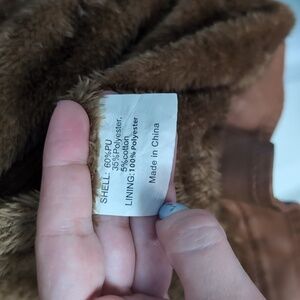 SHELL: 60%PU
35%Polyester,
5%cotton
LINING:100% Polyester
Made in China